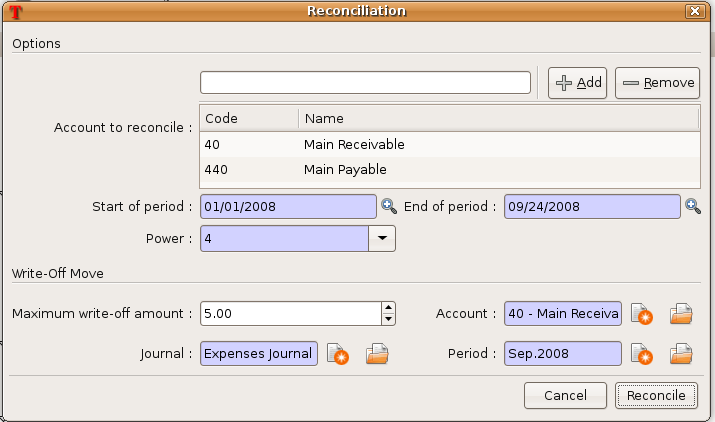 Reconciliation
Options
Add Remove
Account to reconcile :
Code Name
40 Main Receivable
440 Main Payable
Start of period : 01/01/2008 End of period : 09/24/2008
Power : 4
Write-Off Move
Maximum write-off amount : 5.00 Account : 40 - Main Receiva
Journal : Expenses Journal Period : Sep.2008
Cancel Reconcile